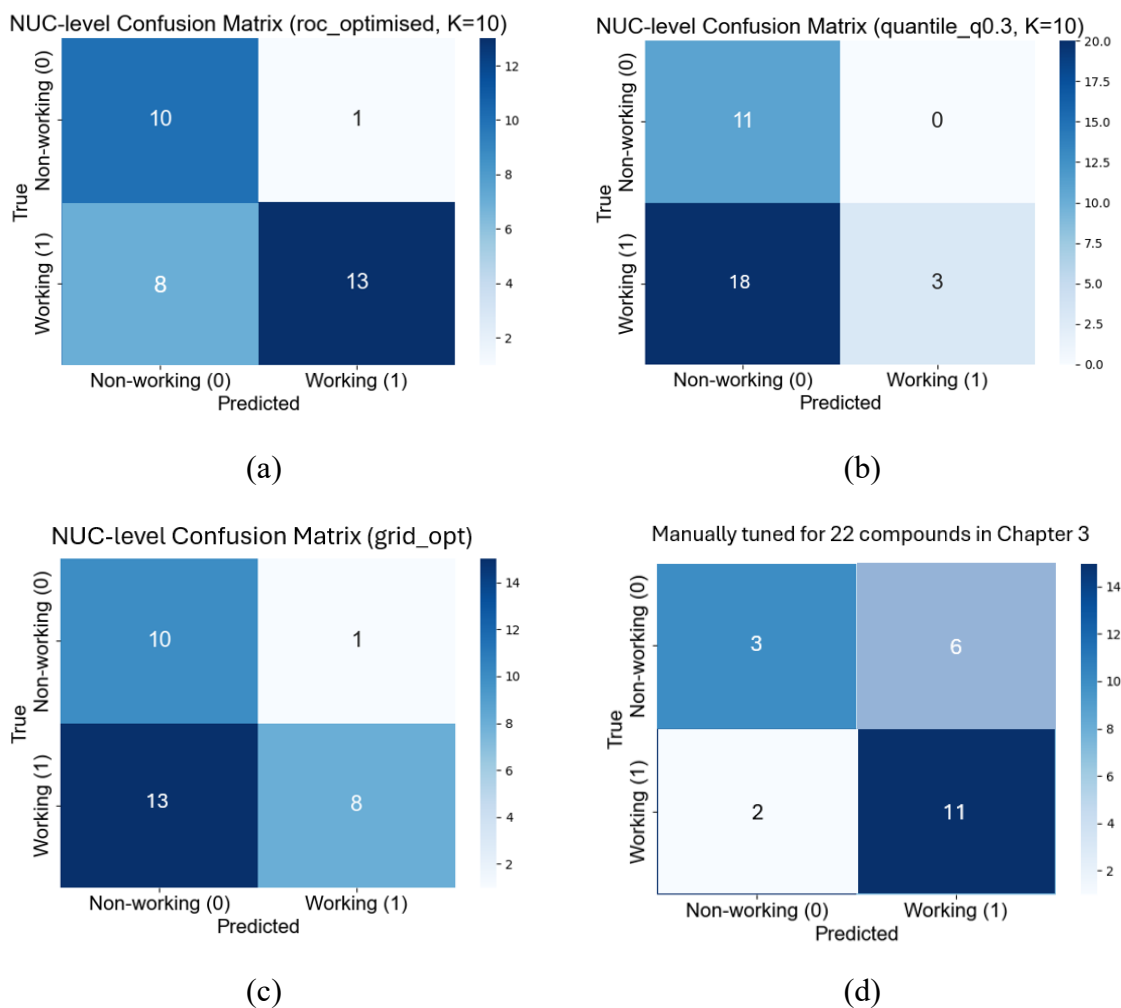 NUC-level Confusion Matrix (roc_optimised, K=10)
True
Non-working (0)
Working (1)
10
1
8
13
12
10
8
6
4
2
Non-working (0)
Working (1)
Predicted
(a)
NUC-level Confusion Matrix (quantile_q0.3, K=10)
True
Non-working (0)
Working (1)
11
0
18
3
20.0
17.5
15.0
12.5
10.0
7.5
5.0
2.5
0.0
Non-working (0)
Working (1)
Predicted
(b)
NUC-level Confusion Matrix (grid_opt)
True
Non-working (0)
Working (1)
10
1
13
8
14
12
10
8
6
4
2
Non-working (0)
Working (1)
Predicted
(c)
Manually tuned for 22 compounds in Chapter 3
True
Non-working (0)
Working (1)
3
6
2
11
14
12
10
8
6
4
2
Non-working (0)
Working (1)
Predicted
(d)